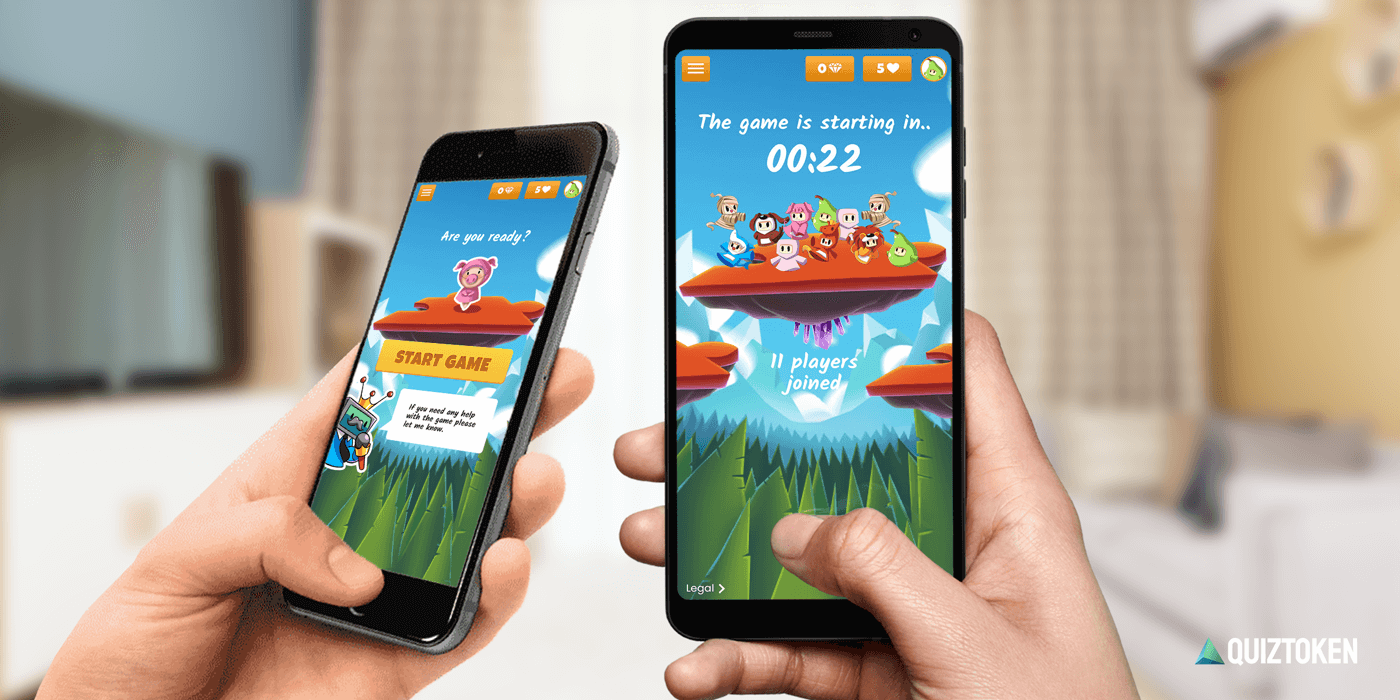 0
5
Are you ready?
START GAME
If you need any help
with the game please
let me know.
0
5
The game is starting in..
00:22
11 players
joined
Legal
QUIZTOKEN